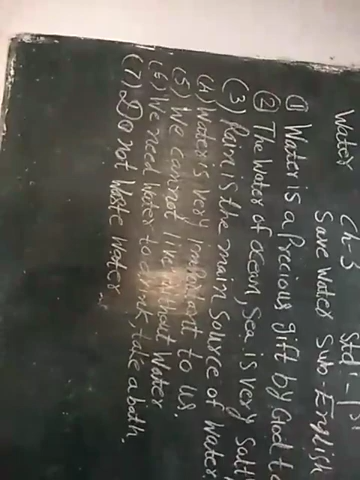 Ch-3 Std-1st
Water Save Water Sub-English
① Water is a Precious gift by God to
② The Water of ocean, Sea is very Salt
(3) Rain is the main Source of Water.
(4) Water is very important to us.
(5) We cannot live without Water
(6) We need Water to drink, take a bath.
(7) Do not Waste Water.